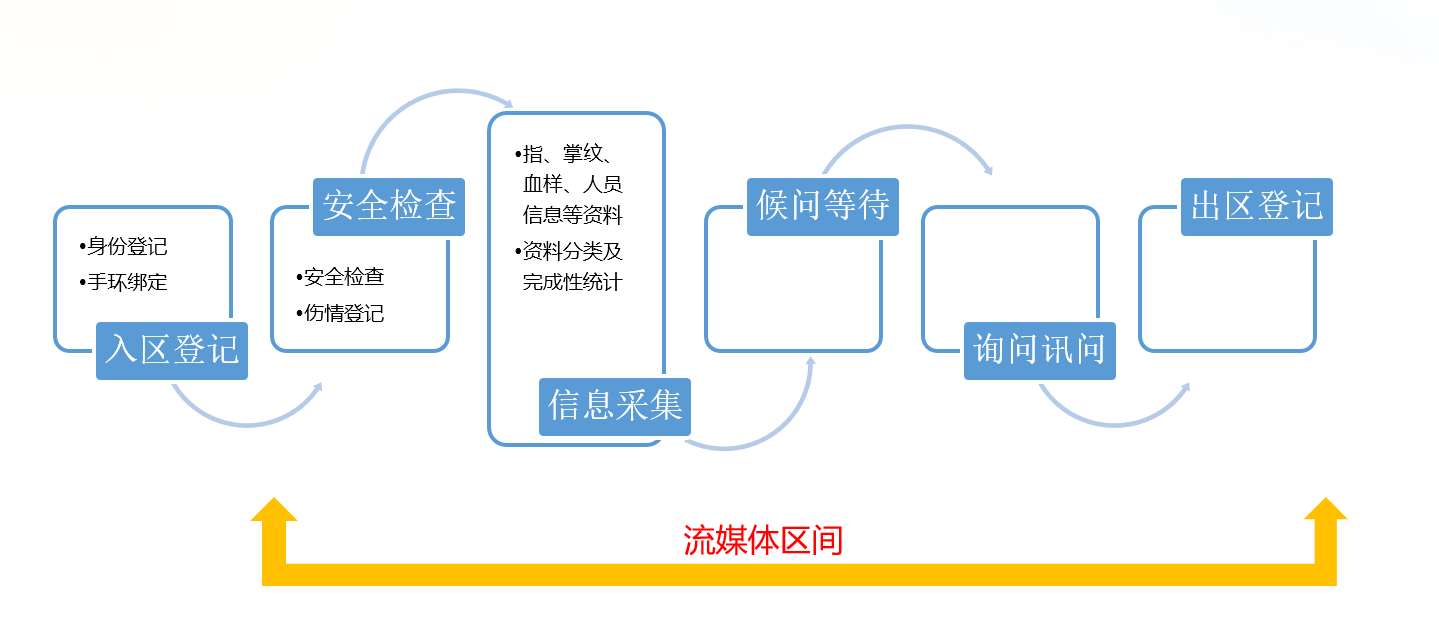 •身份登记
•手环绑定
入区登记
安全检查
•安全检查
•伤情登记
•指、掌纹、
血样、人员
信息等资料
•资料分类及
完成性统计
信息采集
候问等待
询问讯问
出区登记
流媒体区间